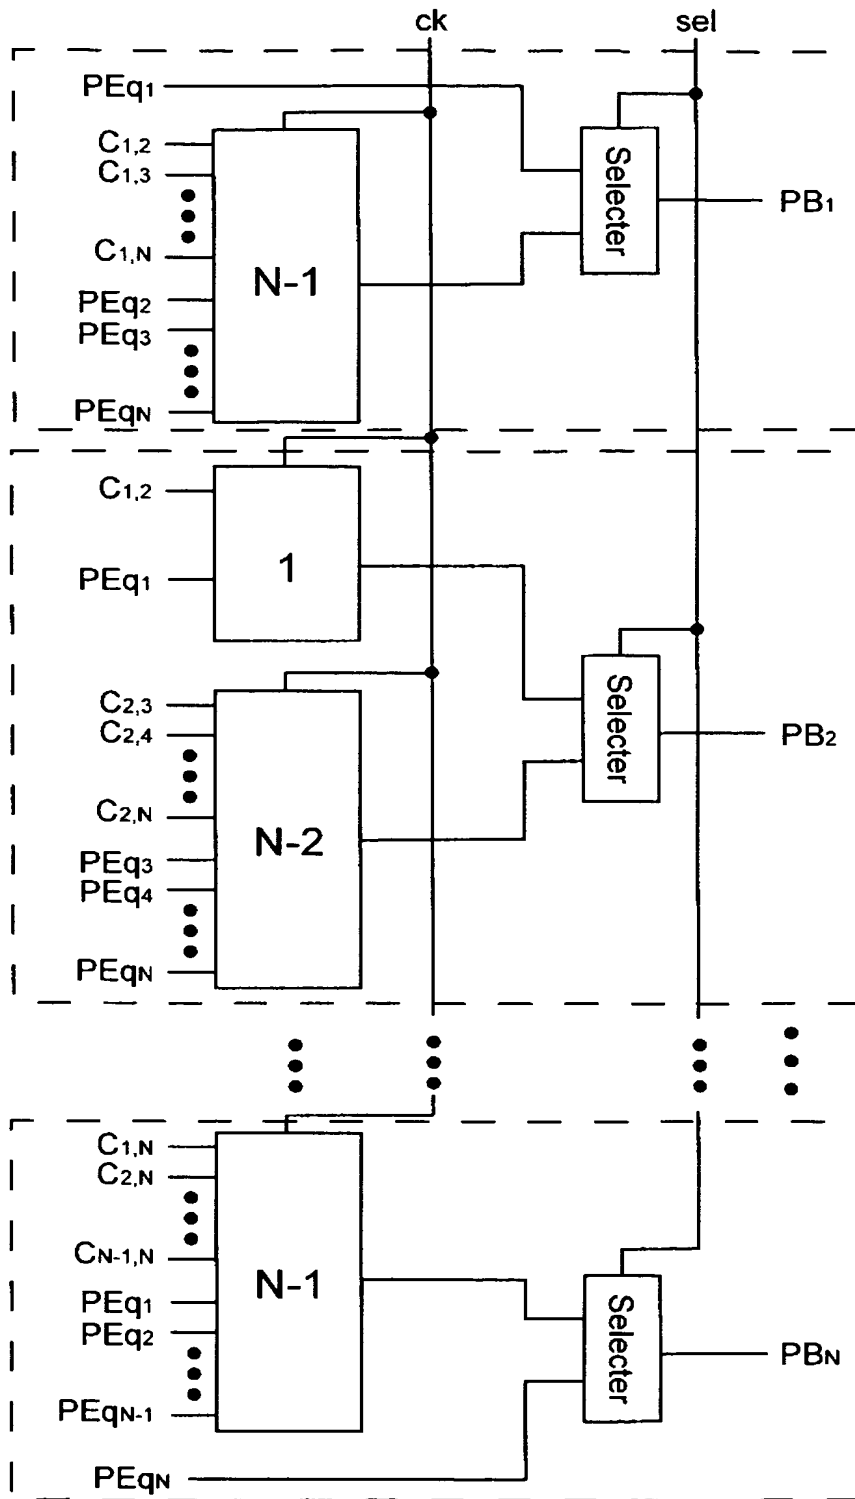 ck sel
PEq1
C1,2
C1,3
C1,N
PEq2
PEq3
PEqN
N-1
Selecter
PB1
C1,2
PEq1
1
C2,3
C2,4
C2,N
PEq3
PEq4
PEqN
N-2
Selecter
PB2
C1,N
C2,N
CN-1,N
PEq1
PEq2
PEqN-1
N-1
PEqN
Selecter
PBN